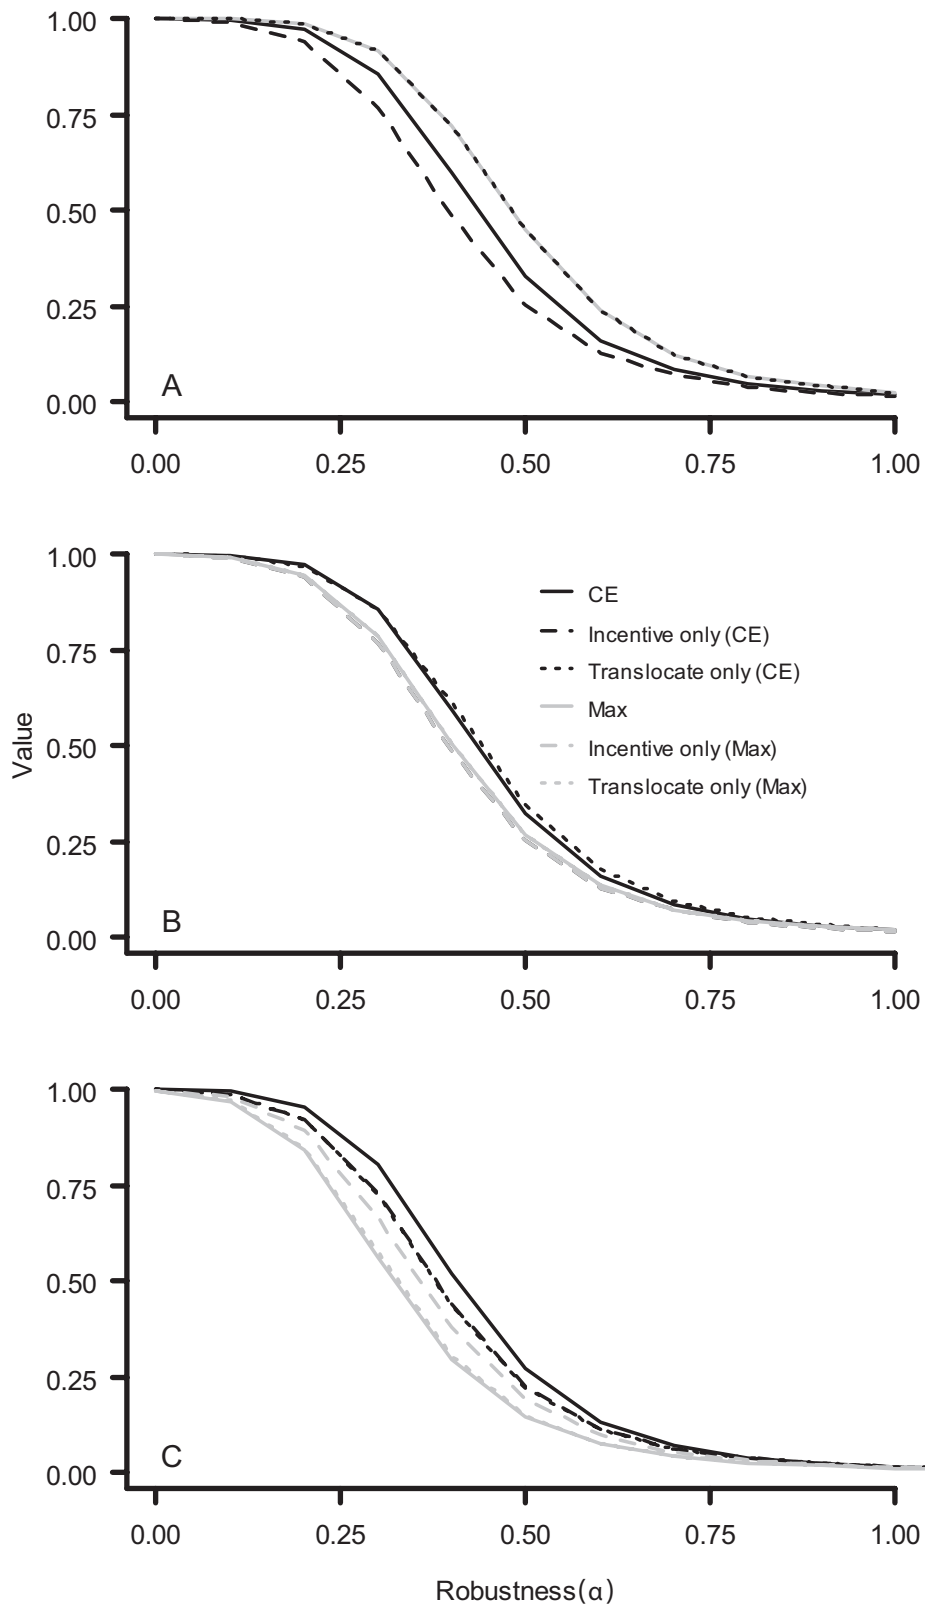 1.00
0.75
0.50
0.25
0.00
A
0.00 0.25 0.50 0.75 1.00
1.00
0.75
0.50
0.25
0.00
CE
Incentive only (CE)
Translocate only (CE)
Max
Incentive only (Max)
Translocate only (Max)
Value
B
0.00 0.25 0.50 0.75 1.00
1.00
0.75
0.50
0.25
0.00
C
0.00 0.25 0.50 0.75 1.00
Robustness(α)